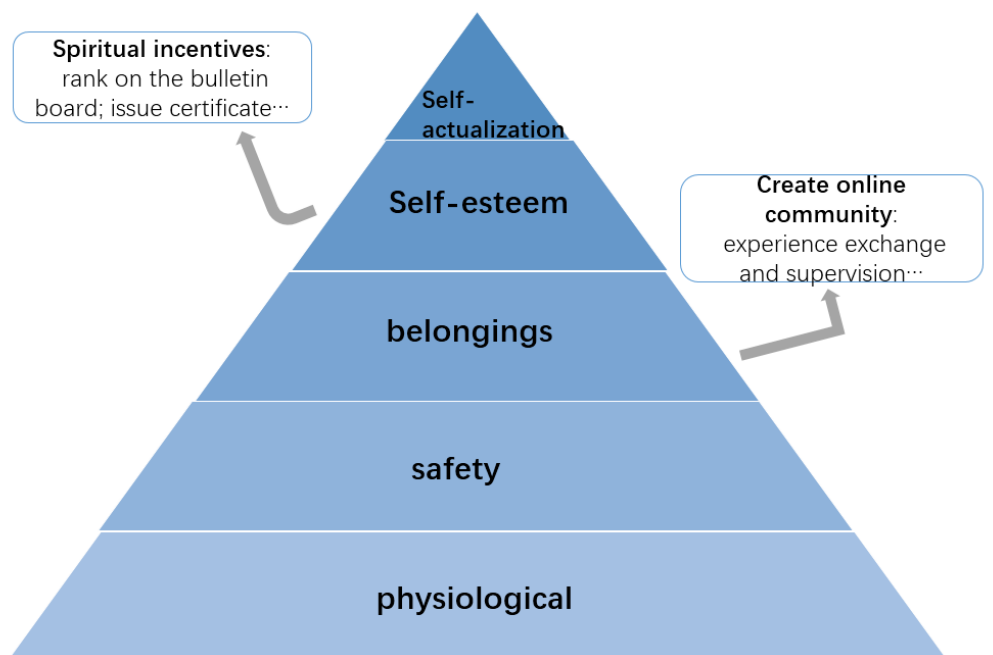 Spiritual incentives:
rank on the bulletin
board; issue certificate···
Self-
actualization
Create online
community:
experience exchange
and supervision···
Self-esteem
belongings
safety
physiological